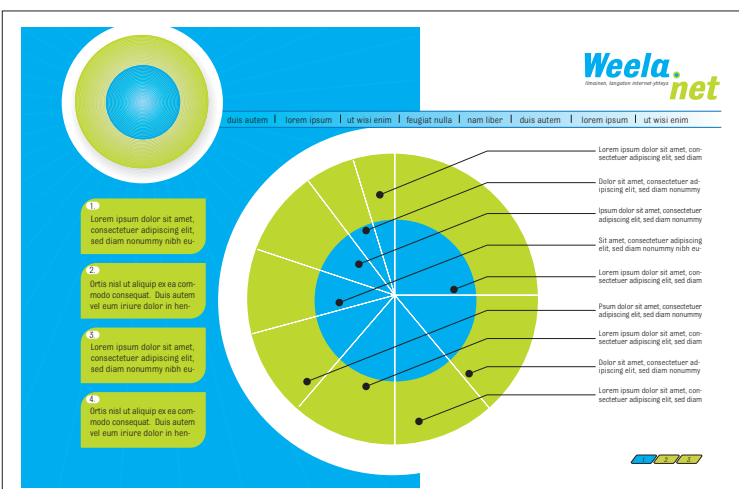 Weela.
Ilmainen, langaton internet-yhteys
net
duis autem | lorem ipsum | ut wisi enim | feugiat nulla | nam liber | duis autem | lorem ipsum | ut wisi enim
1.
Lorem ipsum dolor sit amet,
consectetuer adipiscing elit,
sed diam nonummy nibh eu-
2.
Ortis nisl ut aliquip ex ea com-
modo consequat. Duis autem
vel eum iriure dolor in hen-
3.
Lorem ipsum dolor sit amet,
consectetuer adipiscing elit,
sed diam nonummy nibh eu-
4.
Ortis nisl ut aliquip ex ea com-
modo consequat. Duis autem
vel eum iriure dolor in hen-
Lorem ipsum dolor sit amet, con-
sectetuer adipiscing elit, sed diam
Dolor sit amet, consectetuer ad-
ipiscing elit, sed diam nonummy
Ipsum dolor sit amet, consectetuer
adipiscing elit, sed diam nonummy
Sit amet, consectetuer adipiscing
elit, sed diam nonummy nibh eu-
Lorem ipsum dolor sit amet, con-
sectetuer adipiscing elit, sed diam
Psum dolor sit amet, consectetuer
adipiscing elit, sed diam nonummy
Lorem ipsum dolor sit amet, con-
sectetuer adipiscing elit, sed diam
Dolor sit amet, consectetuer ad-
ipiscing elit, sed diam nonummy
Lorem ipsum dolor sit amet, con-
sectetuer adipiscing elit, sed diam
1 2 3